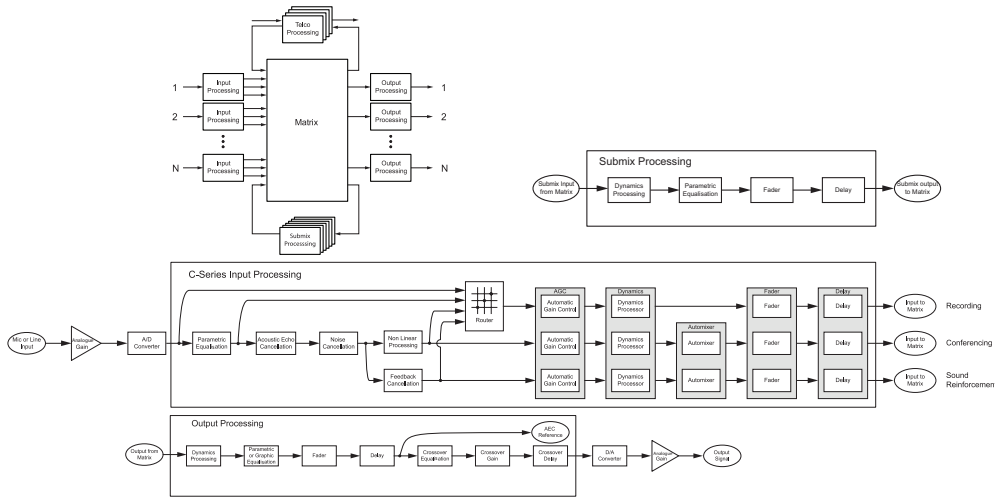 Telco
Processing
1
Input
Processing
Output
Processing
1
2
Input
Processing
Output
Processing
2
Matrix
N
Input
Processing
Output
Processing
N
Submix
Processsing
Submix Processing
Submix Input
from Matrix
Dynamics
Processing
Parametric
Equalisation
Fader
Delay
Submix output
to Matrix
C-Series Input Processing
Mic or Line
Input
Analogue
Gain
A/D
Converter
Parametric
Equalisation
Acoustic Echo
Cancellation
Noise
Cancellation
Non Linear
Processing
Feedback
Cancellation
Router
AGC
Automatic
Gain Control
Automatic
Gain Control
Automatic
Gain Control
Dynamics
Dynamics
Processor
Dynamics
Processor
Dynamics
Processor
Automixer
Automixer
Automixer
Fader
Fader
Fader
Fader
Delay
Delay
Delay
Delay
Input to
Matrix
Recording
Input to
Matrix
Conferencing
Input to
Matrix
Sound
Reinforcement
Output Processing
Output from
Matrix
Dynamics
Processing
Parametric
or Graphic
Equalisation
Fader
Delay
AEC
Reference
Crossover
Equalisation
Crossover
Gain
Crossover
Delay
D/A
Converter
Analogue
Gain
Output
Signal